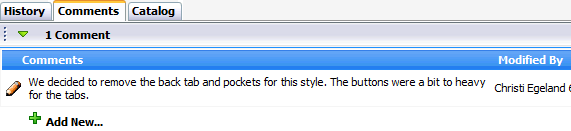 History Comments Catalog
1 Comment
Comments Modified By
We decided to remove the back tab and pockets for this style. The buttons were a bit to heavy Christi Egeland 6
for the tabs.
Add New...